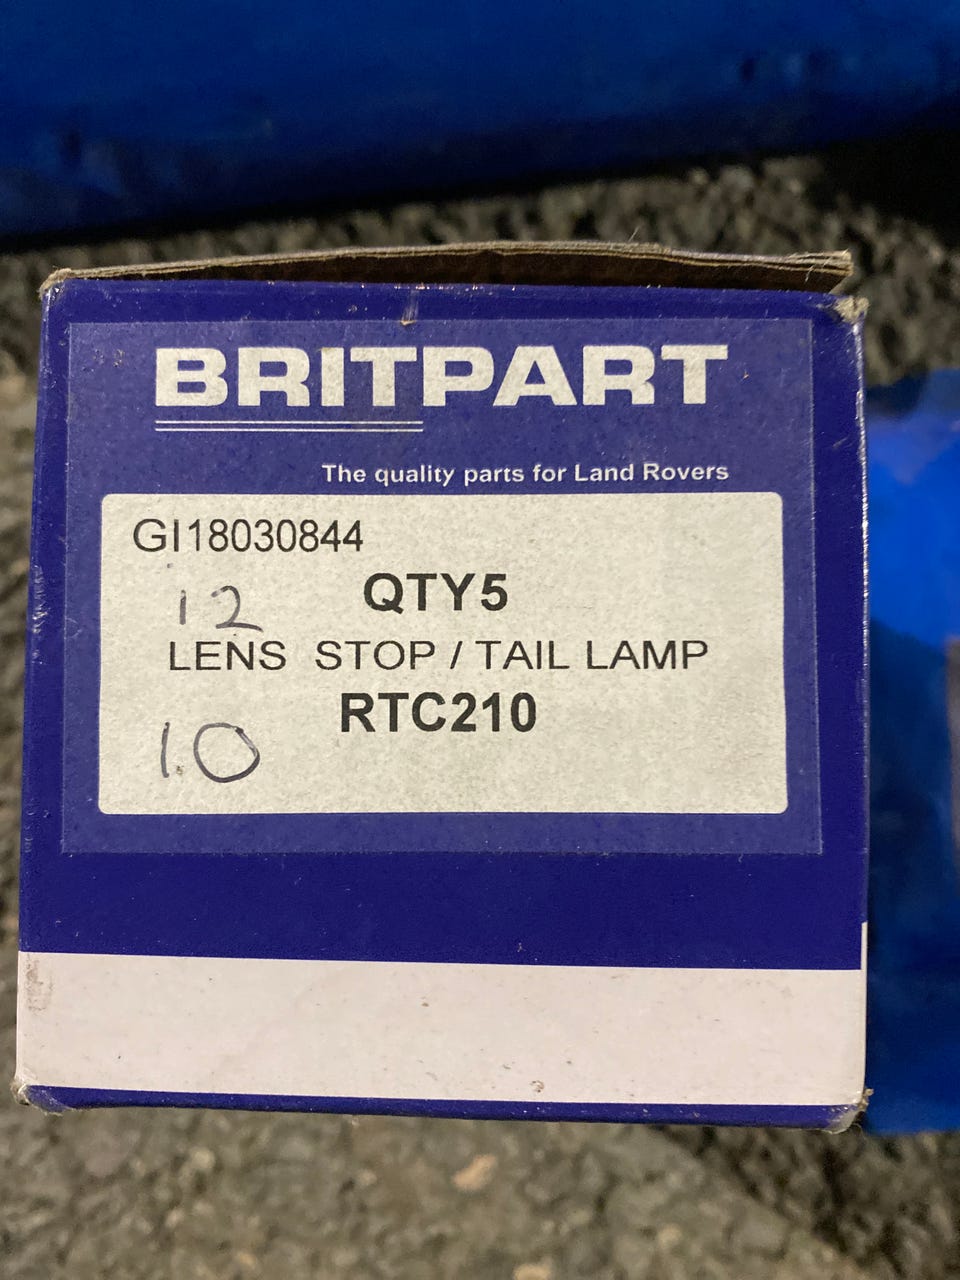 BRITPART
The quality parts for Land Rovers
GI18030844
12 QTY5
LENS STOP / TAIL LAMP
RTC210
10